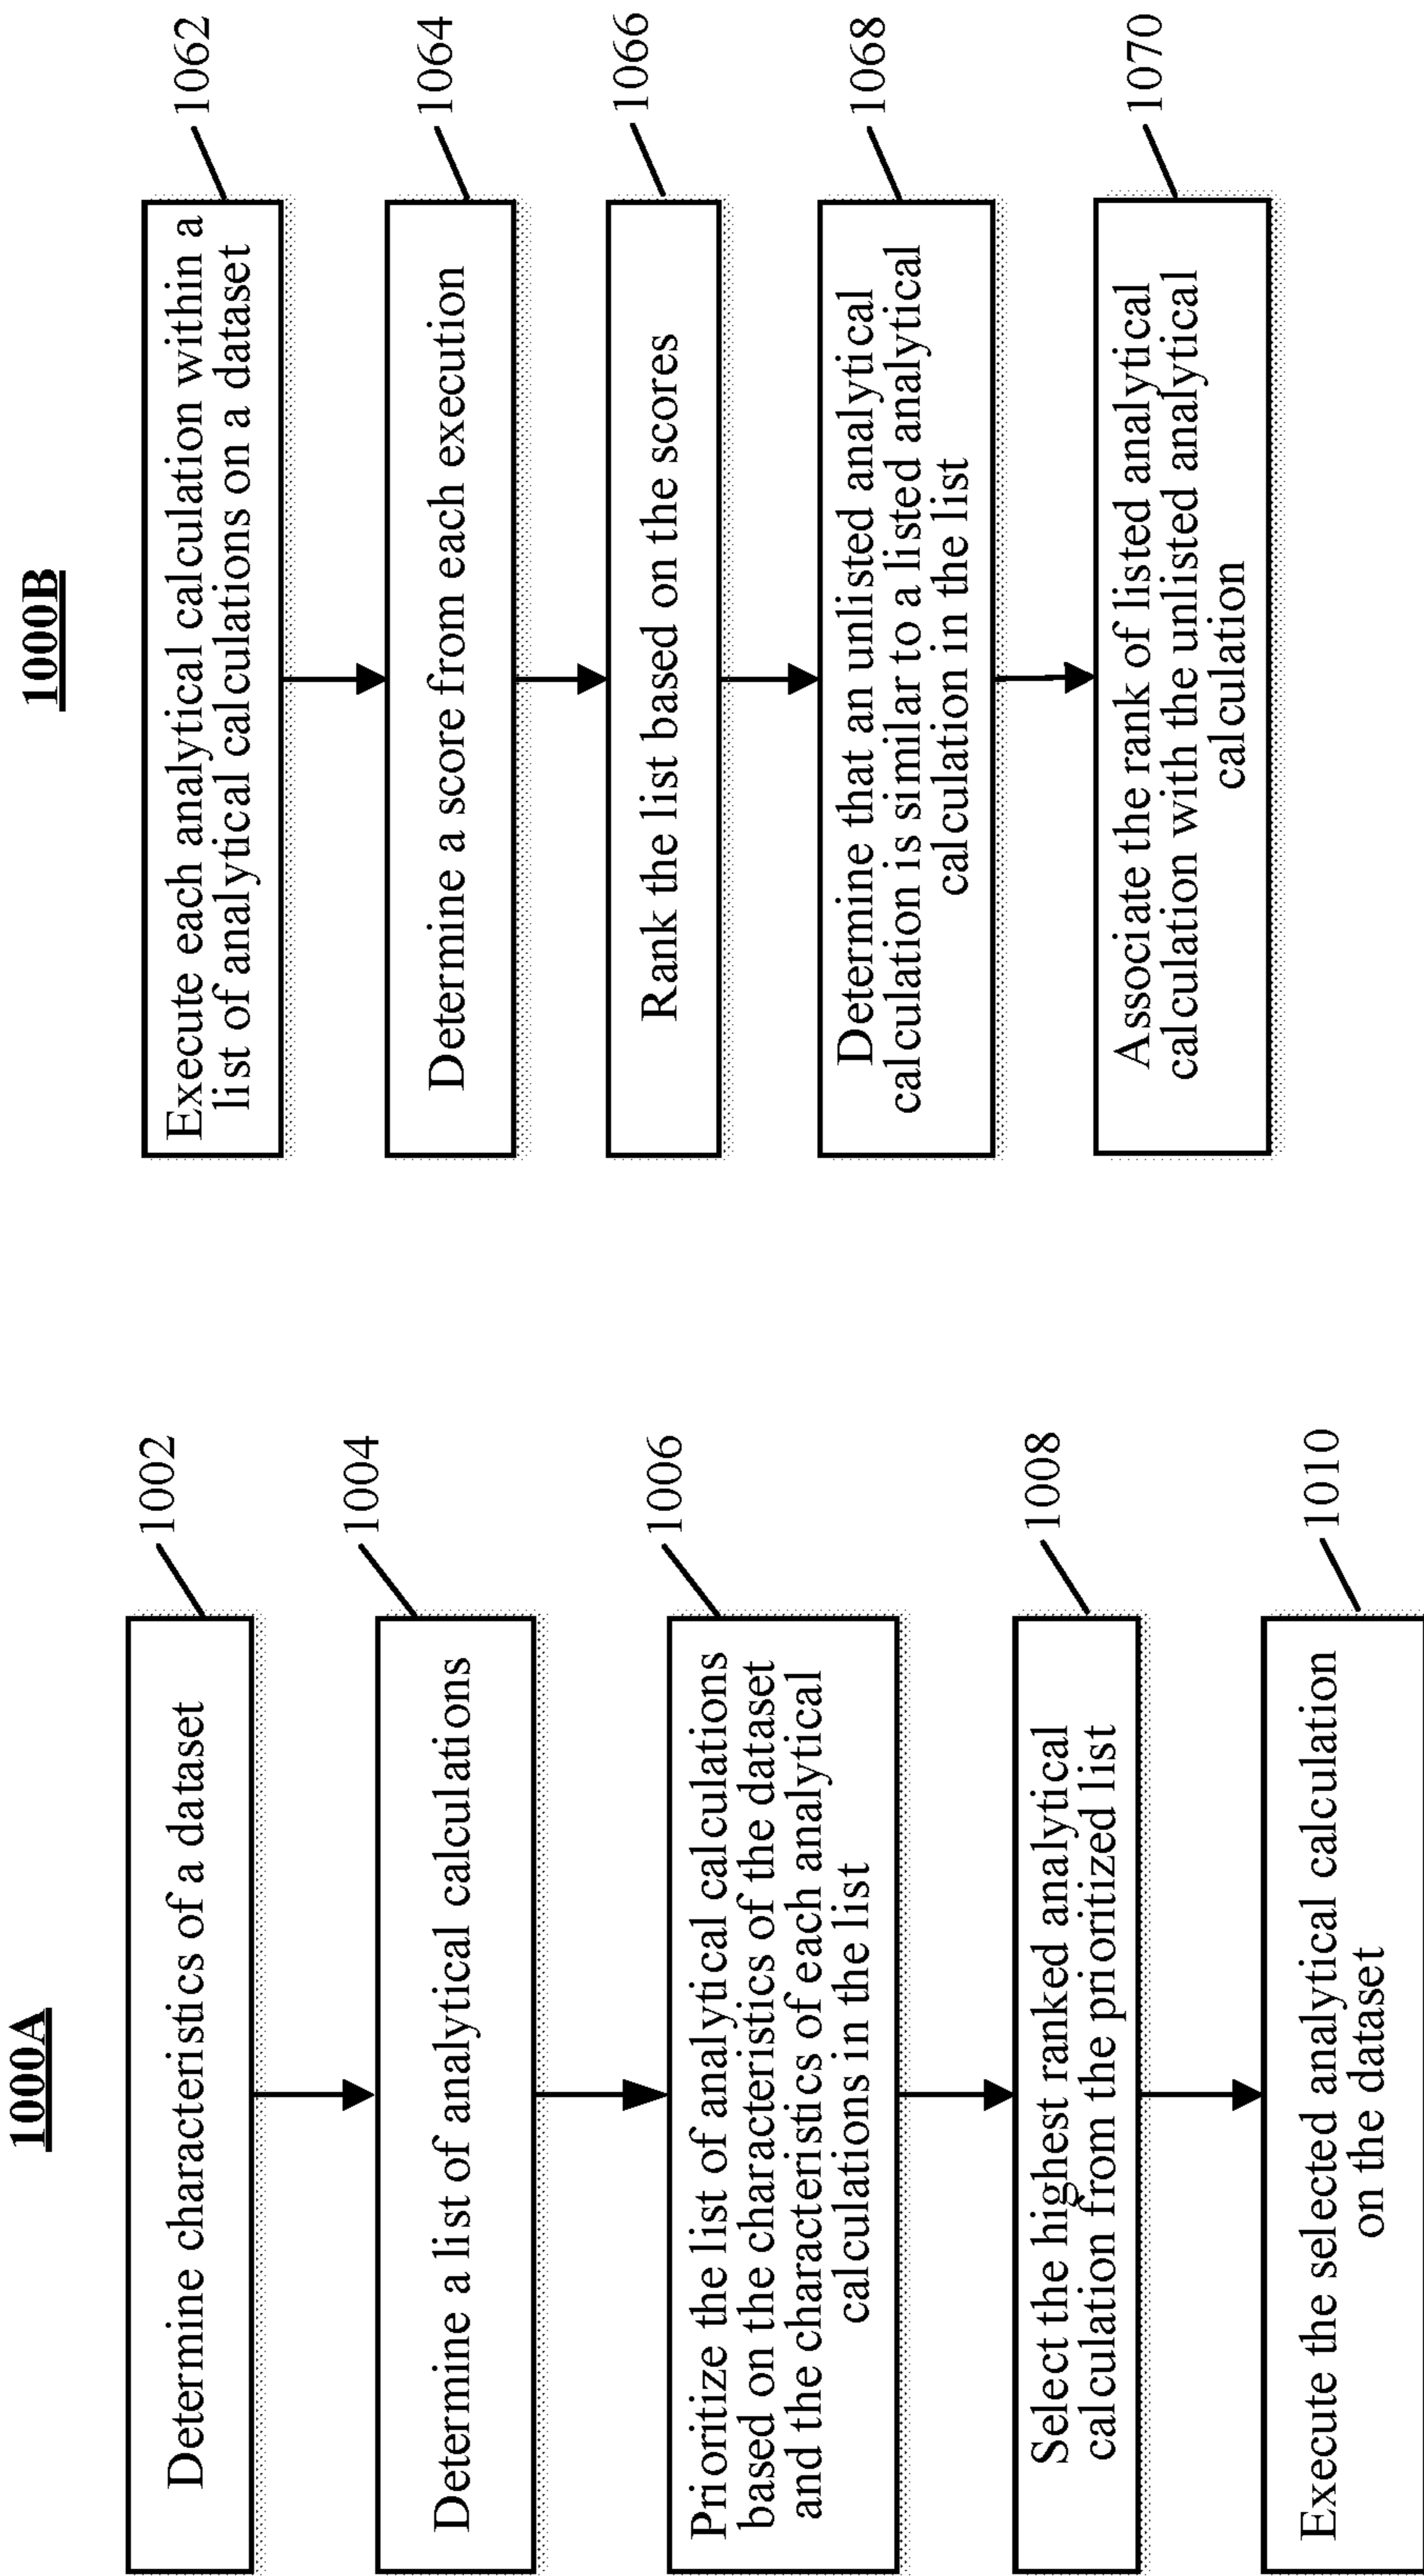 1000A
Determine characteristics of a dataset
1002
Determine a list of analytical calculations
1004
Prioritize the list of analytical calculations
based on the characteristics of the dataset
and the characteristics of each analytical
calculations in the list
1006
Select the highest ranked analytical
calculation from the prioritized list
1008
Execute the selected analytical calculation
on the dataset
1010
1000B
Execute each analytical calculation within a
list of analytical calculations on a dataset
1062
Determine a score from each execution
1064
Rank the list based on the scores
1066
Determine that an unlisted analytical
calculation is similar to a listed analytical
calculation in the list
1068
Associate the rank of listed analytical
calculation with the unlisted analytical
calculation
1070